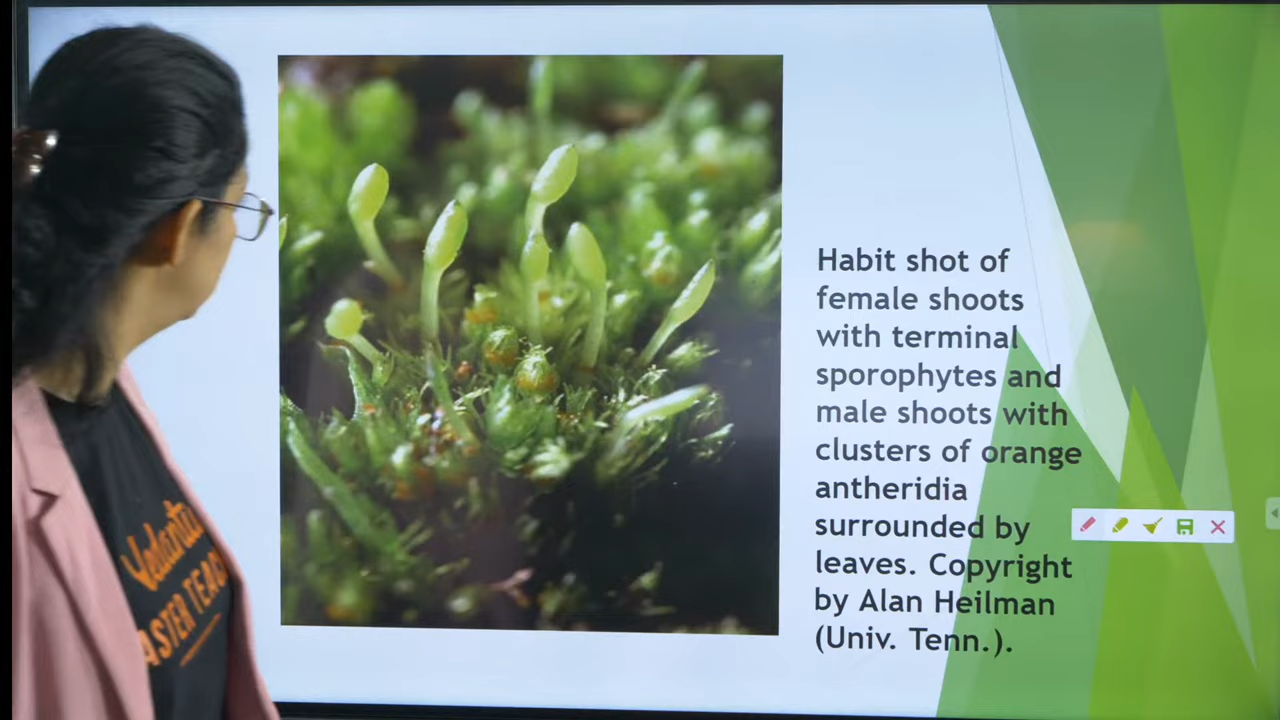 Habit shot of
female shoots
with terminal
sporophytes and
male shoots with
clusters of orange
antheridia
surrounded by
leaves. Copyright
by Alan Heilman
(Univ. Tenn.).